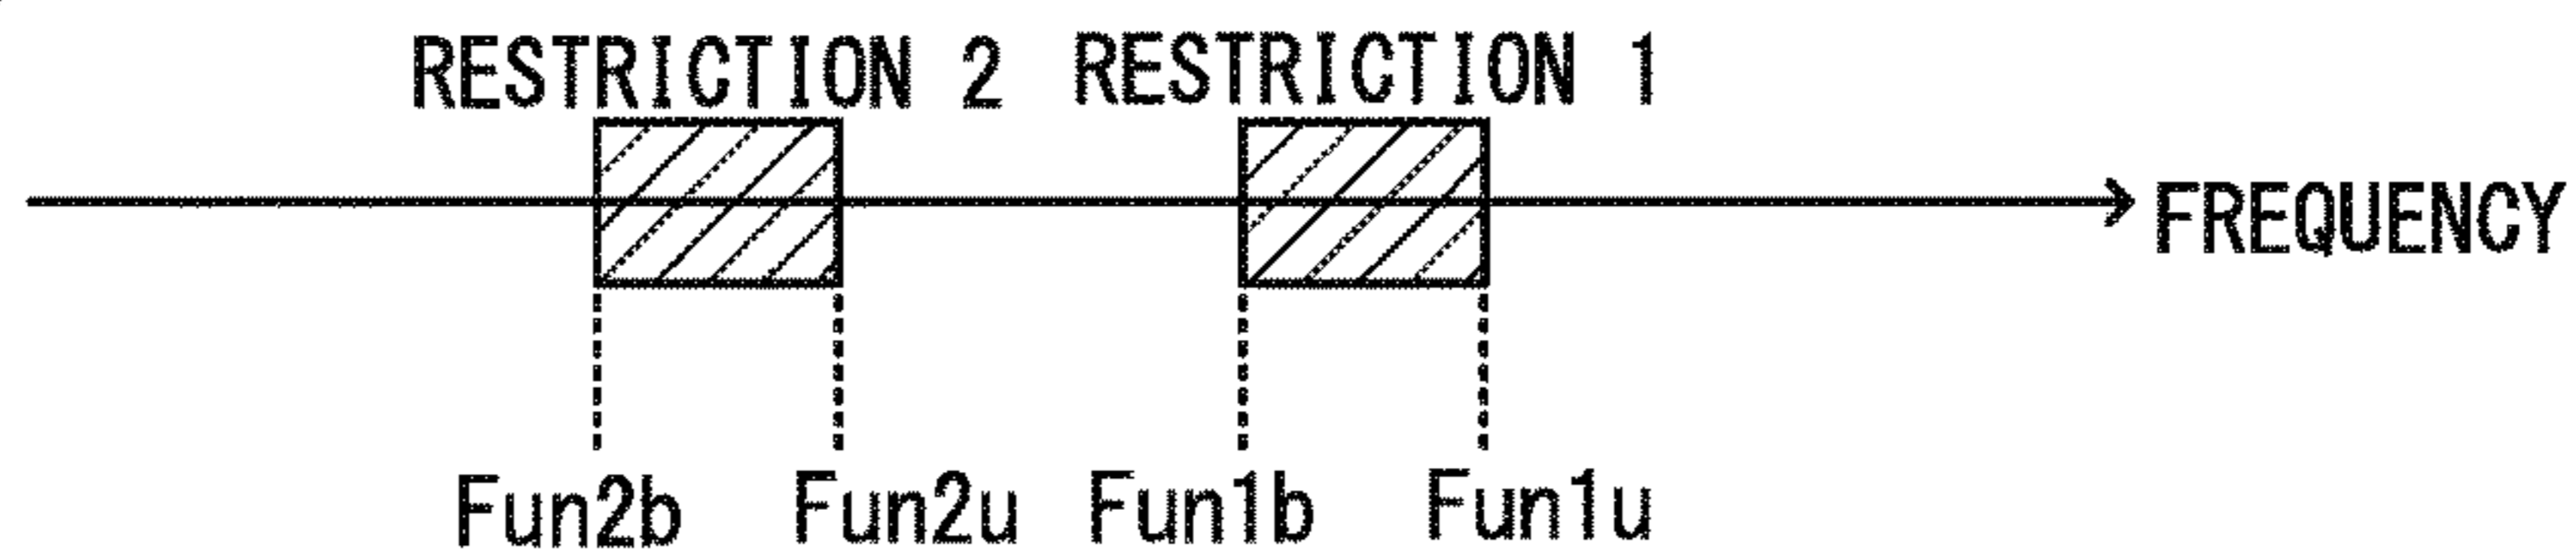 RESTRICTION 2 RESTRICTION 1
FREQUENCY
Fun2b Fun2u Fun1b Fun1u